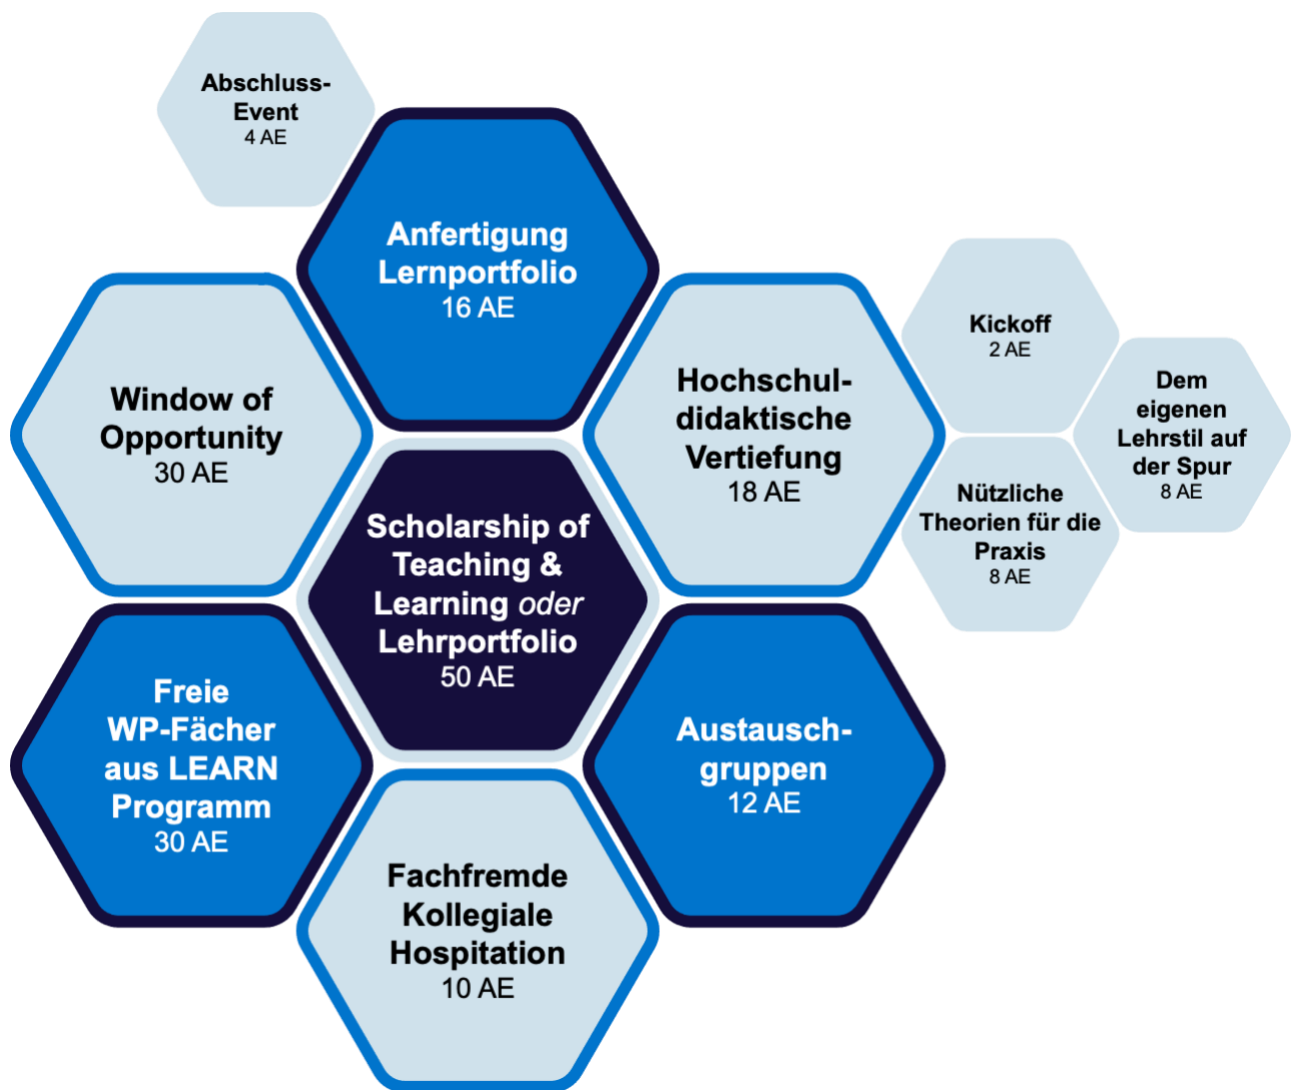 Abschluss-
Event
4 AE
Anfertigung
Lernportfolio
16 AE
Window of
Opportunity
30 AE
Hochschul-
didaktische
Vertiefung
18 AE
Kickoff
2 AE
Dem
eigenen
Lehrstil auf
der Spur
8 AE
Nützliche
Theorien für die
Praxis
8 AE
Scholarship of
Teaching &
Learning oder
Lehrportfolio
50 AE
Freie
WP-Fächer
aus LEARN
Programm
30 AE
Austausch-
gruppen
12 AE
Fachfremde
Kollegiale
Hospitation
10 AE